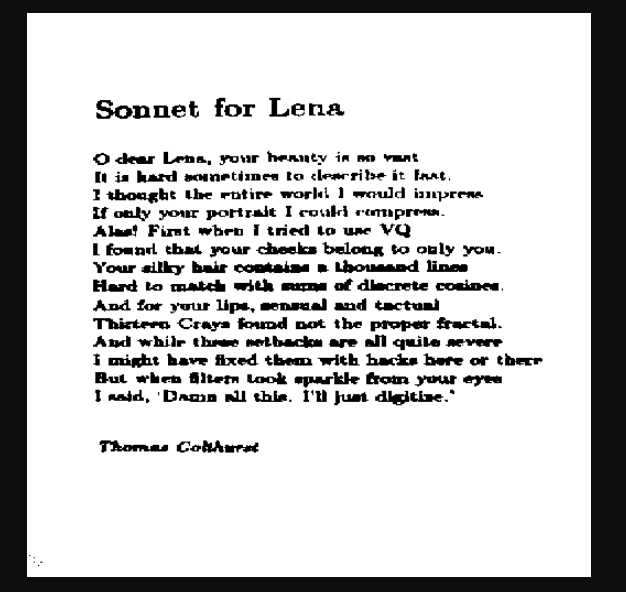 Sonnet for Lena
O dear Lena, your beauty is so vast
It is hard sometimes to describe it fast.
I thought the entire world I would impress
If only your portrait I could compress.
Alas! First when I tried to use VQ
I found that your cheeks belong to only you.
Your silky hair contains a thousand lines
Hard to match with sums of discrete cosines.
And for your lips, sensual and tactual
Thirteen Crays found not the proper fractal.
And while these setbacks are all quite severe
I might have fixed them with hacks here or there
But when filters took sparkle from your eyes
I said, 'Damn all this. I'll just digitize.'
Thomas Colthurst